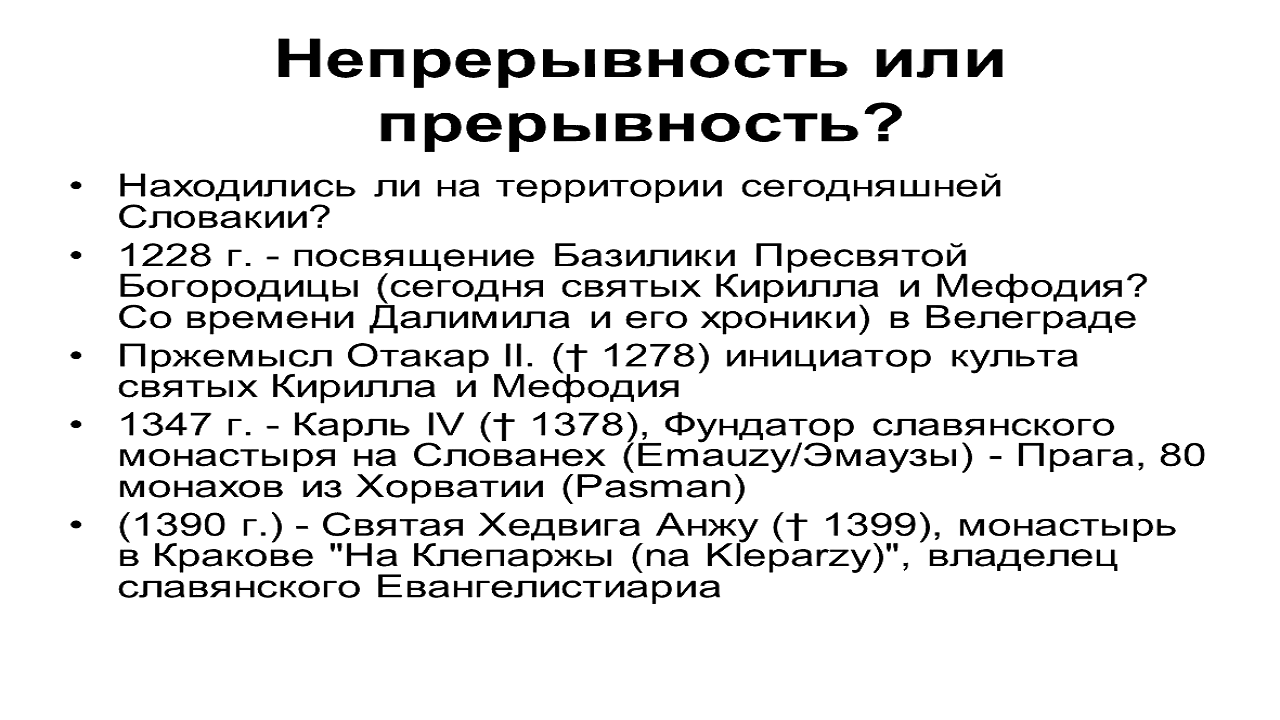 Непрерывность или
прерывность?
• Находились ли на территории сегодняшней
Словакии?
• 1228 г. - посвящение Базилики Пресвятой
Богородицы (сегодня святых Кирилла и Мефодия?
Со времени Далимила и его хроники) в Велеграде
• Пржемысл Отакар II. († 1278) инициатор культа
святых Кирилла и Мефодия
• 1347 г. - Карль IV († 1378), Фундатор славянского
монастыря на Слованех (Emauzy/Эмаузы) - Прага, 80
монахов из Хорватии (Pasman)
• (1390 г.) - Святая Хедвига Анжу († 1399), монастырь
в Кракове "На Клепаржы (na Kleparzy)", владелец
славянского Евангелистиариа